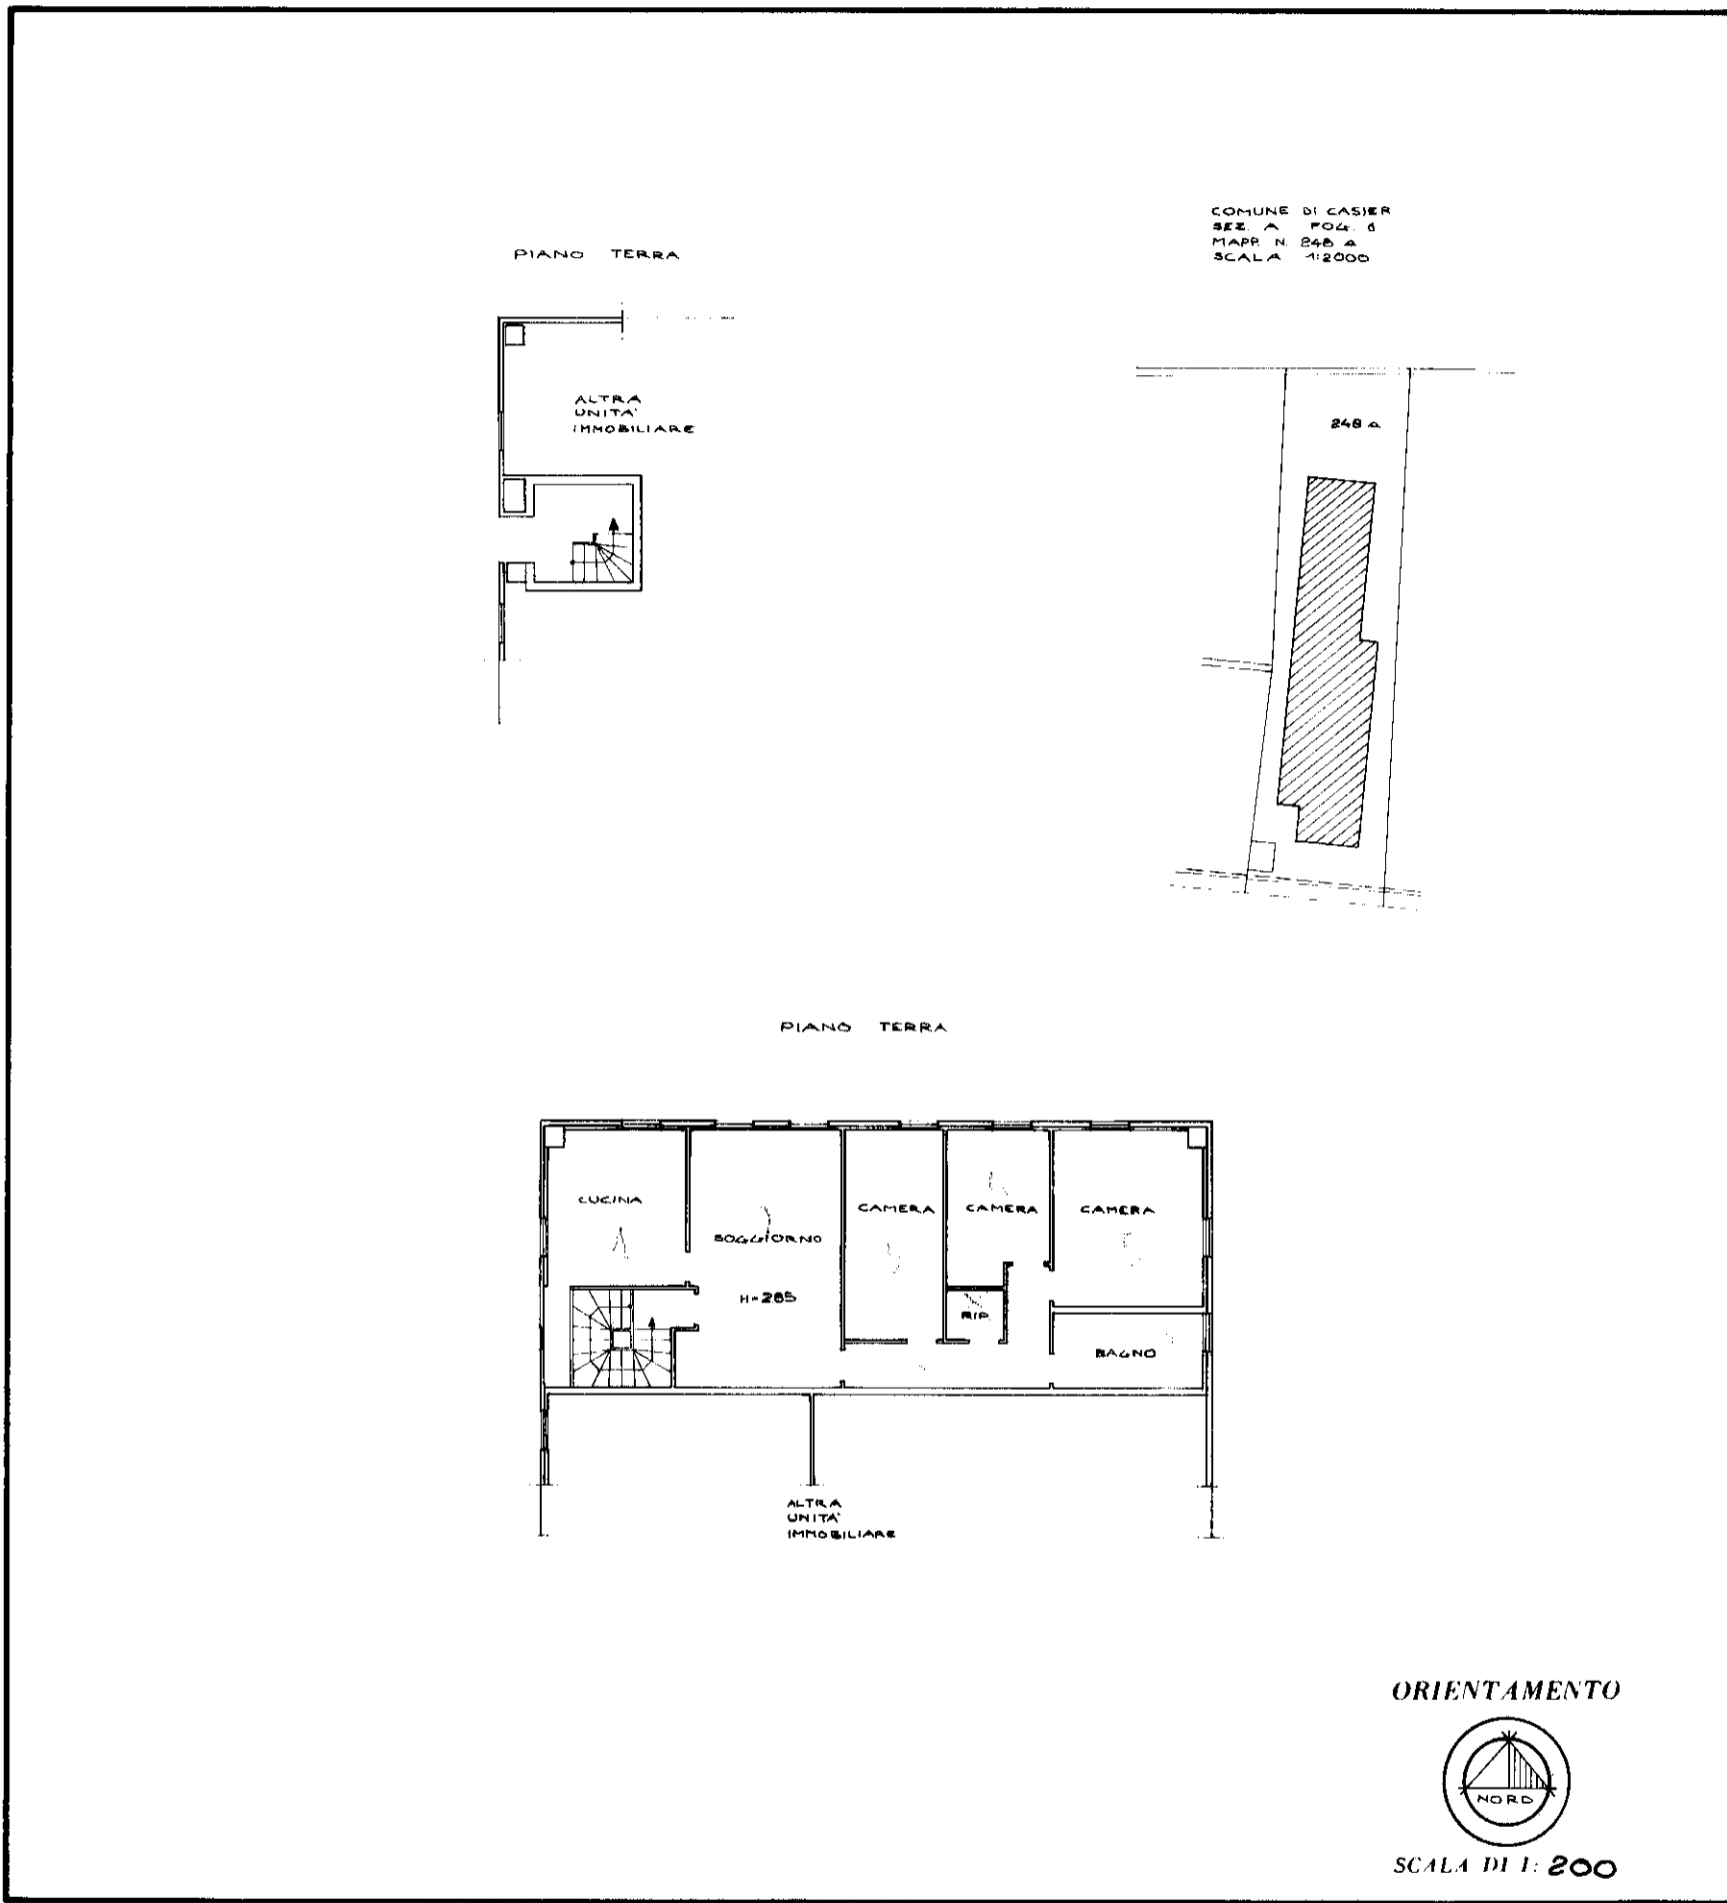 COMUNE DI CASIER
SEZ. A FOG. 6
MAPP. N. 248 A
SCALA 1:2000
PIANO TERRA
ALTRA
UNITA'
IMMOBILIARE
248 A
PIANO TERRA
CUCINA
1
SOGGIORNO
H=285
CAMERA
CAMERA
CAMERA
RIP.
BAGNO
ALTRA
UNITA'
IMMOBILIARE
ORIENTAMENTO
NORD
SCALA DI 1: 200